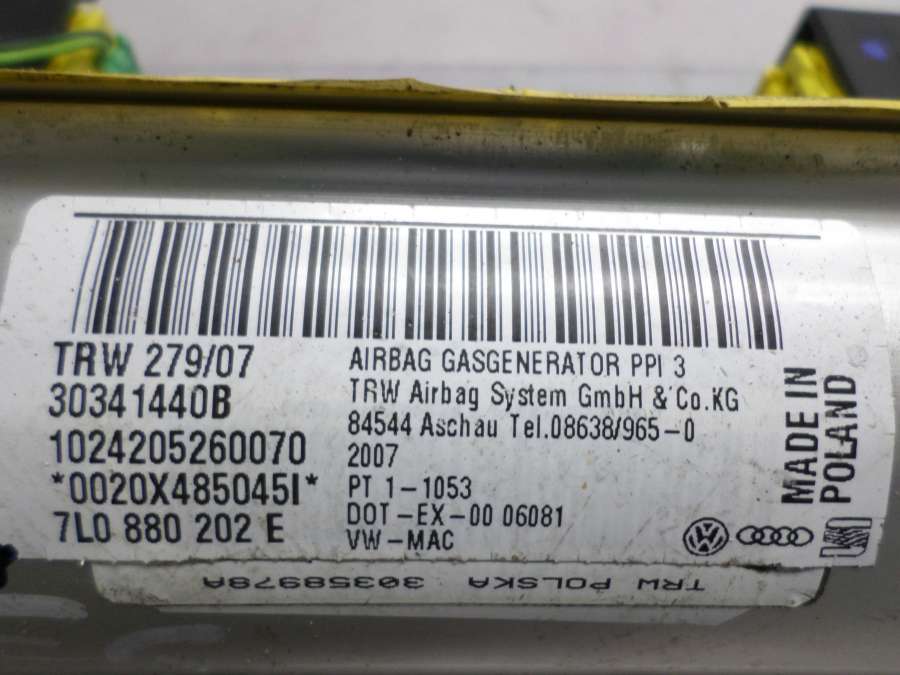 TRW 279/07
30341440B
1024205260070
*0020X485045I*
7L0 880 202 E
AIRBAG GASGENERATOR PPI 3
TRW Airbag System GmbH & Co.KG
84544 Aschau Tel.08638/965-0
2007
PT 1-1053
DOT-EX-00 06081
VW-MAC
MADE IN
POLAND
TRW POLSKA 30358978A